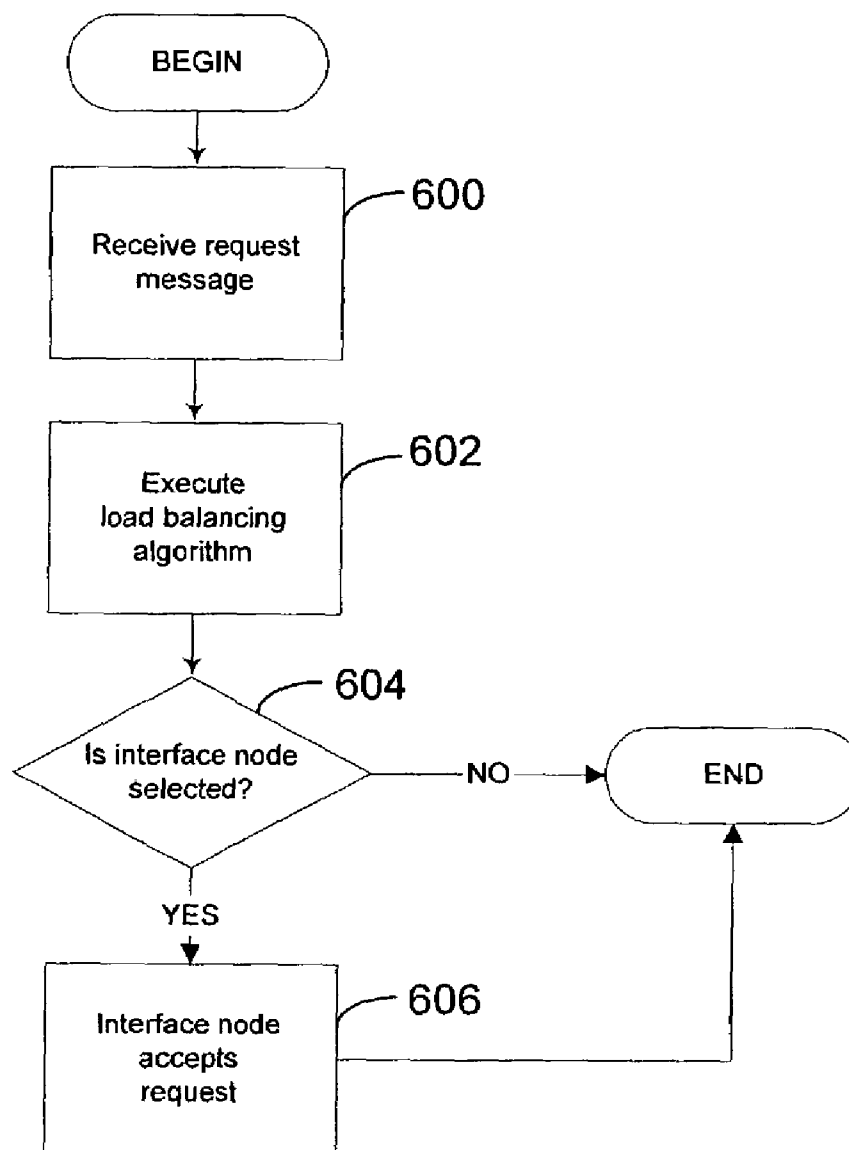 BEGIN
600
Receive request
message
602
Execute
load balancing
algorithm
604
Is interface node
selected?
NO
END
YES
606
Interface node
accepts
request